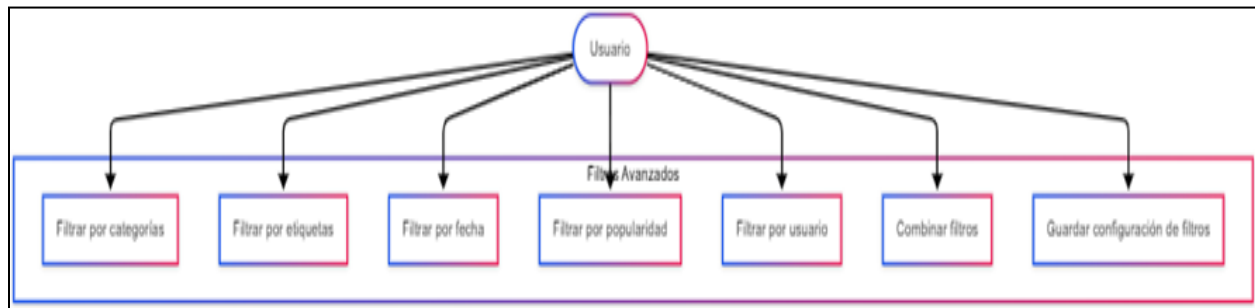 Usuario
Filtros Avanzados
Filtrar por categorías
Filtrar por etiquetas
Filtrar por fecha
Filtrar por popularidad
Filtrar por usuario
Combinar filtros
Guardar configuración de filtros